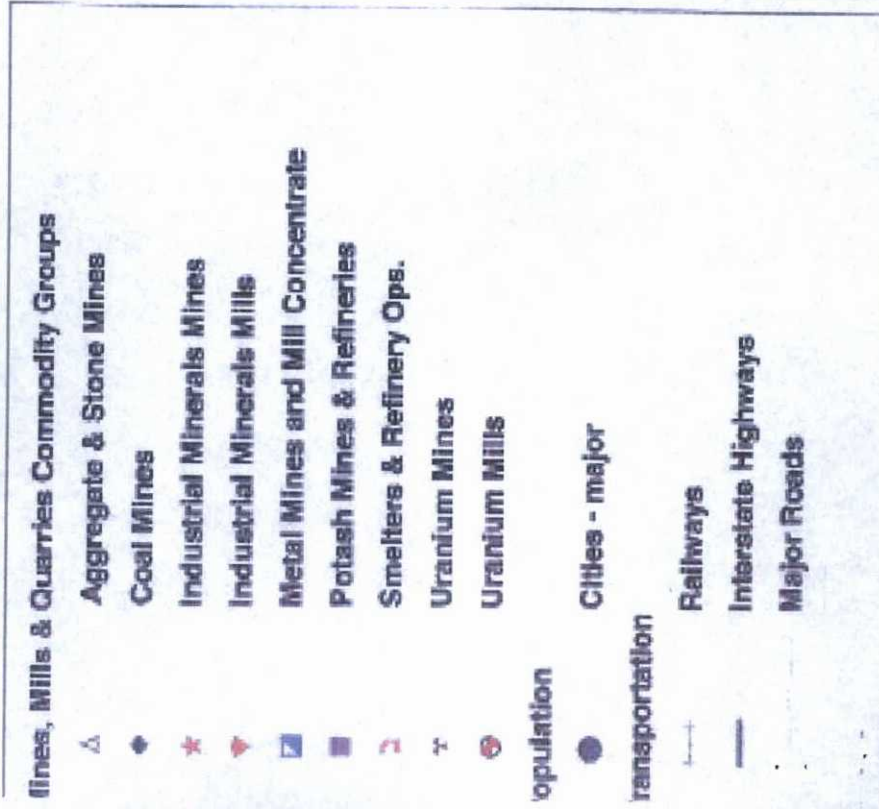 lines, Mills & Quarries Commodity Groups
Aggregate & Stone Mines
Coal Mines
Industrial Minerals Mines
Industrial Minerals Mills
Metal Mines and Mill Concentrate
Potash Mines & Refineries
Smelters & Refinery Ops.
Uranium Mines
Uranium Mills
opulation
Cities - major
ransportation
Railways
Interstate Highways
Major Roads